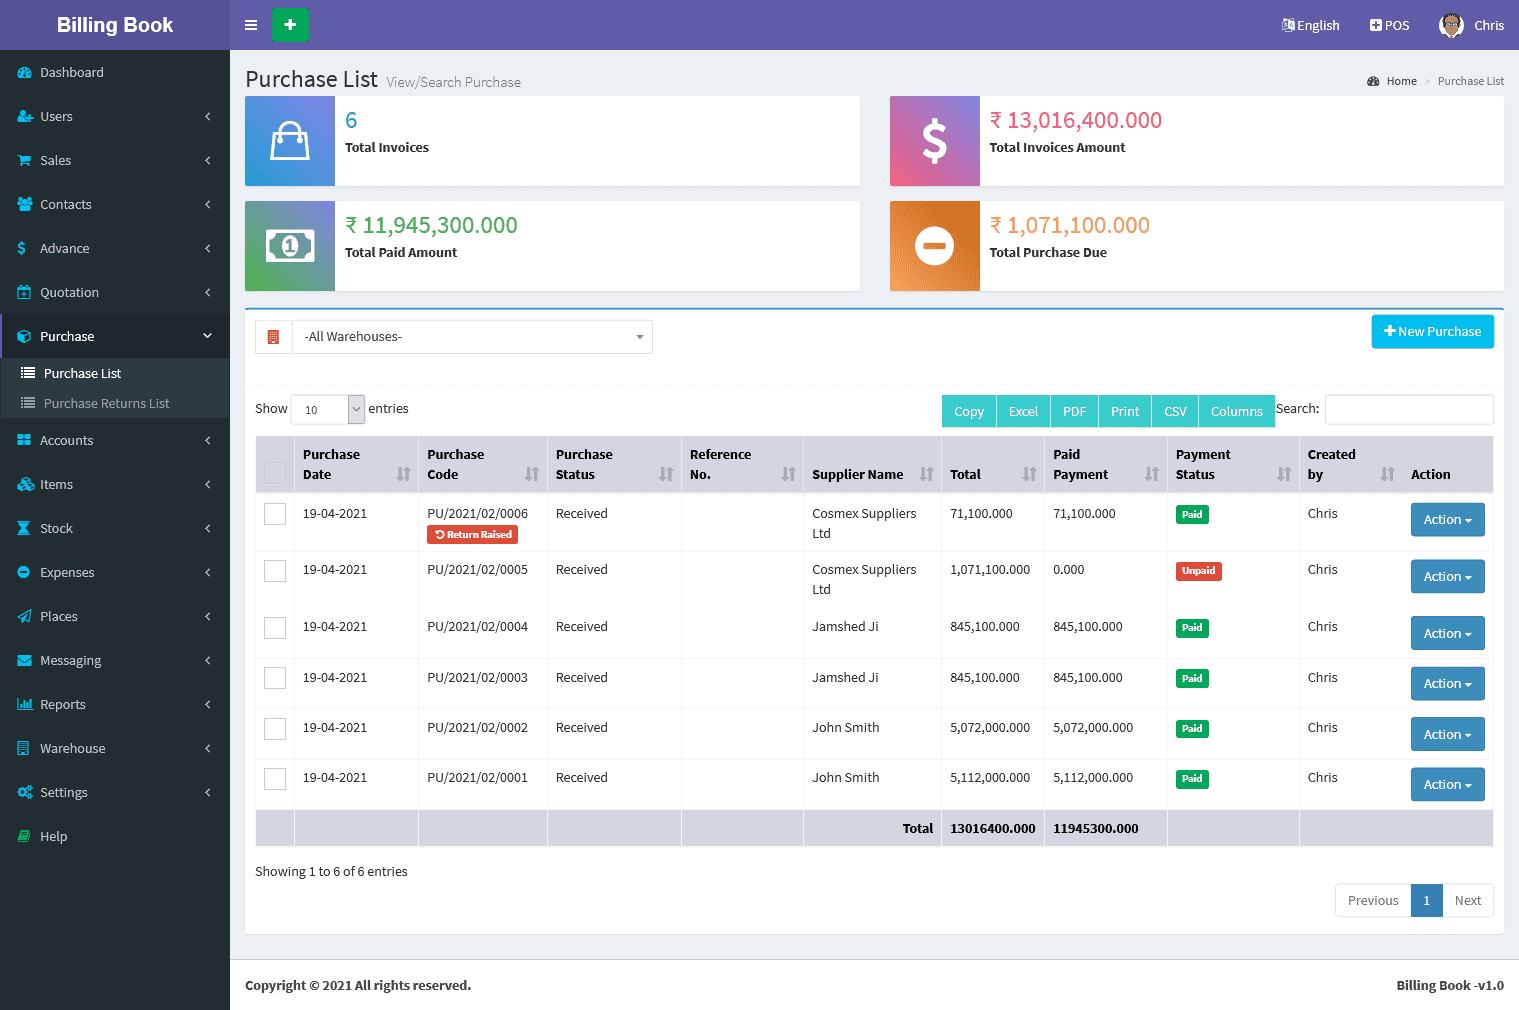 Billing Book
English
POS
Chris
Dashboard
Users
Sales
Contacts
Advance
Quotation
Purchase
Purchase List
Purchase Returns List
Accounts
Items
Stock
Expenses
Places
Messaging
Reports
Warehouse
Settings
Help
Purchase List View/Search Purchase
Home > Purchase List
6
Total Invoices
₹ 13,016,400.000
Total Invoices Amount
₹ 11,945,300.000
Total Paid Amount
₹ 1,071,100.000
Total Purchase Due
-All Warehouses-
New Purchase
Show 10 entries
Copy Excel PDF Print CSV Columns Search:
Purchase Date Purchase Code Purchase Status Reference No. Supplier Name Total Paid Payment Payment Status Created by Action
19-04-2021 PU/2021/02/0006 Received Cosmex Suppliers Ltd 71,100.000 71,100.000 Paid Chris Action
Return Raised
19-04-2021 PU/2021/02/0005 Received Cosmex Suppliers Ltd 1,071,100.000 0.000 Unpaid Chris Action
19-04-2021 PU/2021/02/0004 Received Jamshed Ji 845,100.000 845,100.000 Paid Chris Action
19-04-2021 PU/2021/02/0003 Received Jamshed Ji 845,100.000 845,100.000 Paid Chris Action
19-04-2021 PU/2021/02/0002 Received John Smith 5,072,000.000 5,072,000.000 Paid Chris Action
19-04-2021 PU/2021/02/0001 Received John Smith 5,112,000.000 5,112,000.000 Paid Chris Action
Total 13016400.000 11945300.000
Showing 1 to 6 of 6 entries
Previous 1 Next
Copyright © 2021 All rights reserved.
Billing Book -v1.0